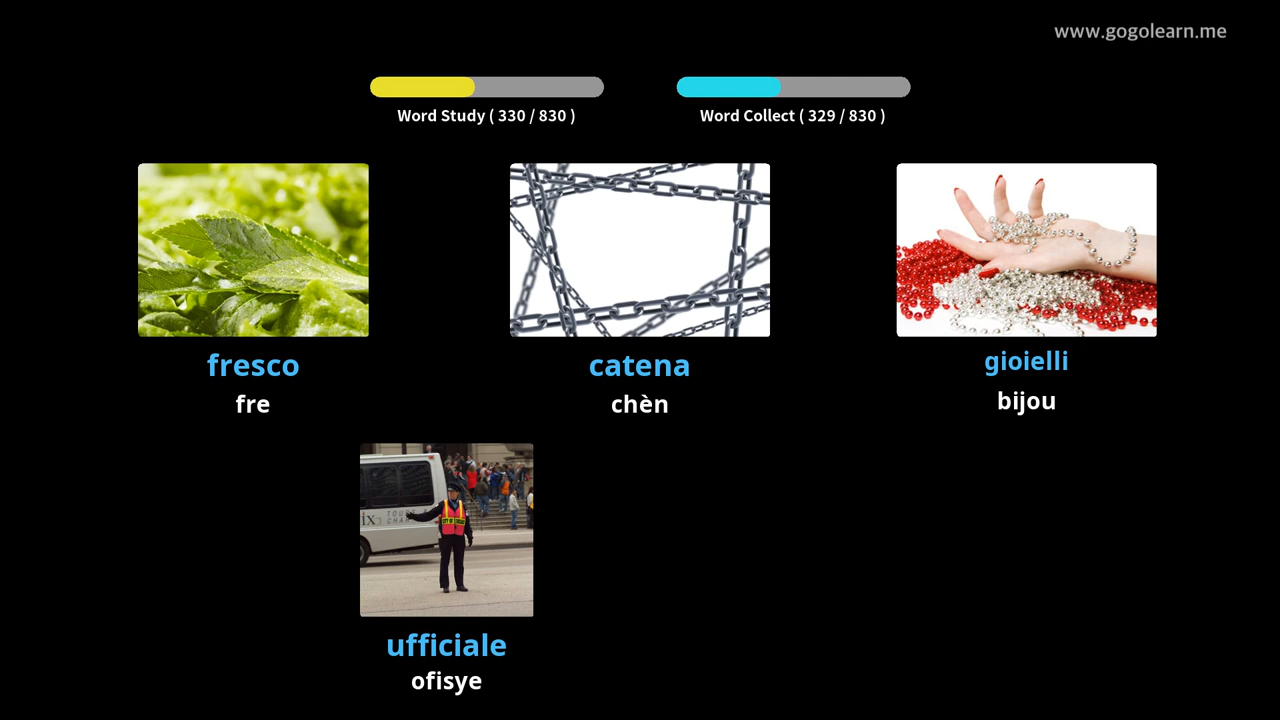 www.gogolearn.me
Word Study ( 330 / 830 )
Word Collect ( 329 / 830 )
fresco
fre
catena
chèn
gioielli
bijou
ufficiale
ofisye